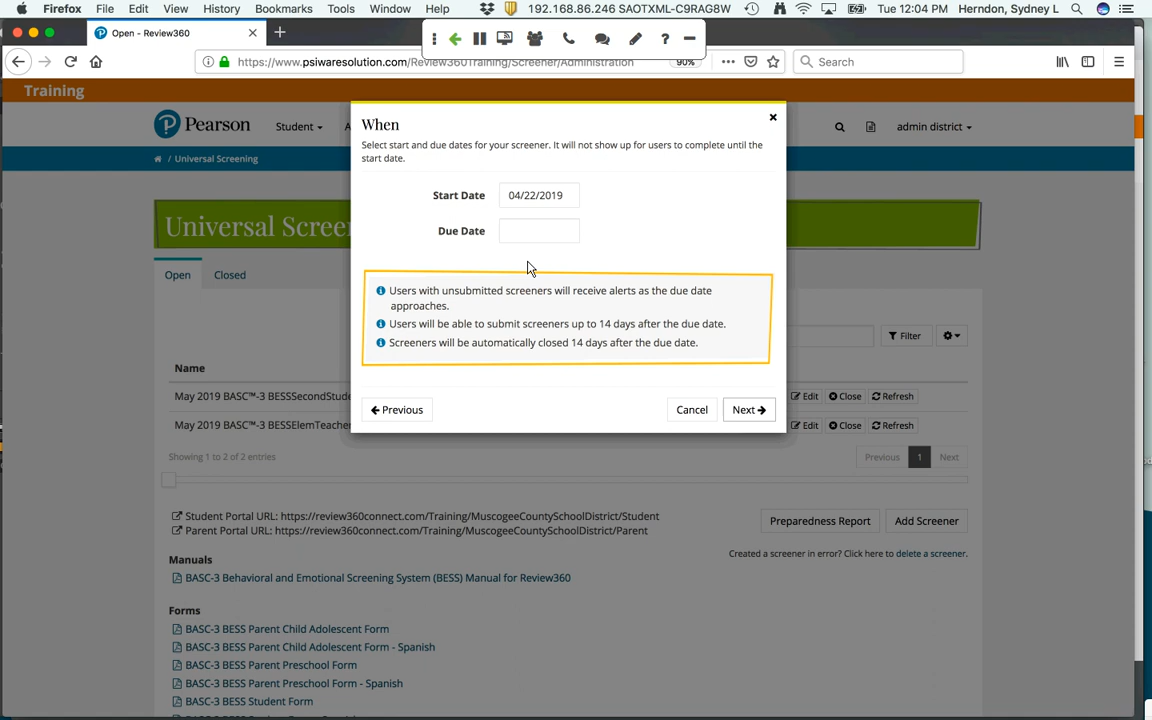 Firefox File Edit View History Bookmarks Tools Window Help 192.168.86.246 SAOTXML-C9RAG8W Tue 12:04 PM Herndon, Sydney L
Open - Review360
https://www.psiwaresolution.com/Review360Training/Screener/Administration 90% Search
Training
Pearson Student admin district
/ Universal Screening
When
Select start and due dates for your screener. It will not show up for users to complete until the
start date.
Start Date 04/22/2019
Due Date
Universal Scree
Open Closed
Users with unsubmitted screeners will receive alerts as the due date
approaches.
Users will be able to submit screeners up to 14 days after the due date.
Screeners will be automatically closed 14 days after the due date.
Filter
Name
May 2019 BASC™-3 BESSSecondStude Edit Close Refresh
Previous Cancel Next
May 2019 BASC™-3 BESSElemTeache Edit Close Refresh
Showing 1 to 2 of 2 entries Previous 1 Next
Student Portal URL: https://review360connect.com/Training/MuscogeeCountySchoolDistrict/Student
Parent Portal URL: https://review360connect.com/Training/MuscogeeCountySchoolDistrict/Parent
Preparedness Report Add Screener
Created a screener in error? Click here to delete a screener.
Manuals
BASC-3 Behavioral and Emotional Screening System (BESS) Manual for Review360
Forms
BASC-3 BESS Parent Child Adolescent Form
BASC-3 BESS Parent Child Adolescent Form - Spanish
BASC-3 BESS Parent Preschool Form
BASC-3 BESS Parent Preschool Form - Spanish
BASC-3 BESS Student Form